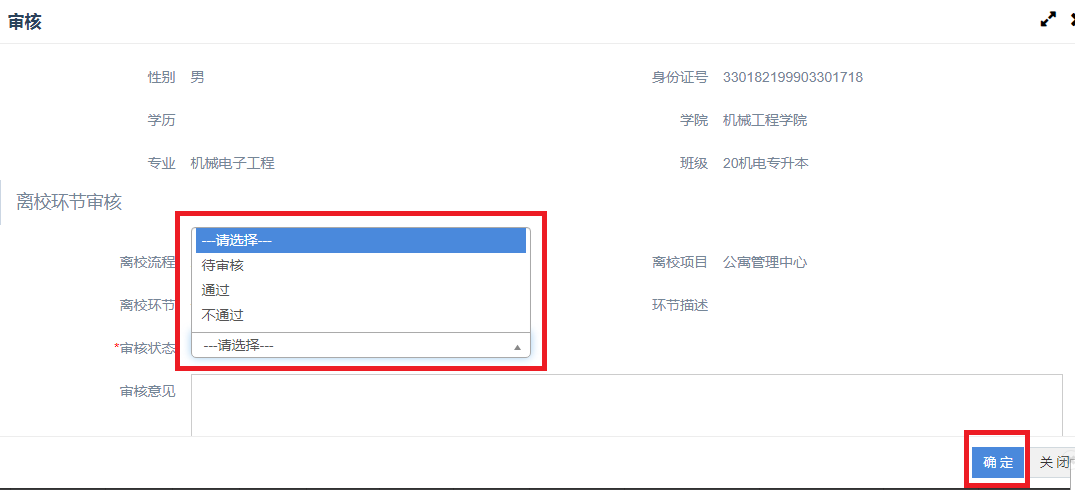 审核
性别 男 身份证号 330182199903301718
学历 学院 机械工程学院
专业 机械电子工程 班级 20机电专升本
离校环节审核
---请选择---
离校流程 待审核 离校项目 公寓管理中心
通过
离校环节 不通过 环节描述
*审核状态 ---请选择---
审核意见
确定 关闭